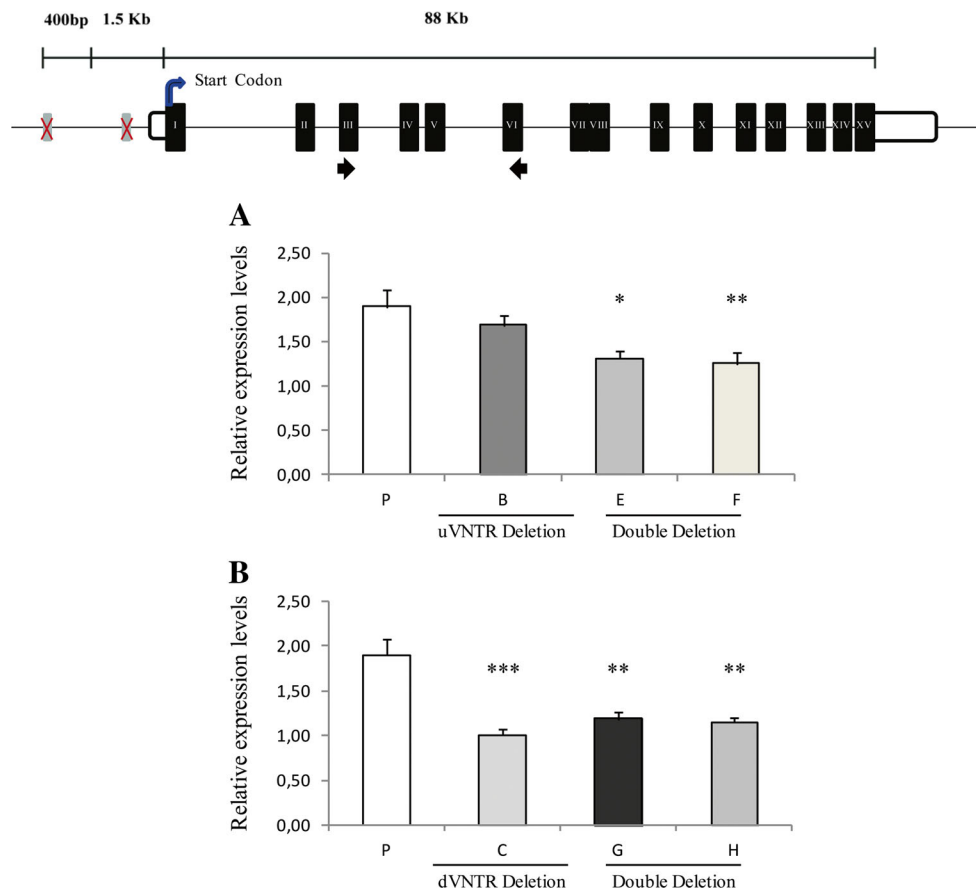 400bp 1.5 Kb 88 Kb
Start Codon
I II III IV V VI VII VIII IX X XI XII XIII XIV XV
A
Relative expression levels
2,50
2,00
1,50
1,00
0,50
0,00
* **
P B E F
uVNTR Deletion Double Deletion
B
Relative expression levels
2,50
2,00
1,50
1,00
0,50
0,00
*** ** **
P C G H
dVNTR Deletion Double Deletion